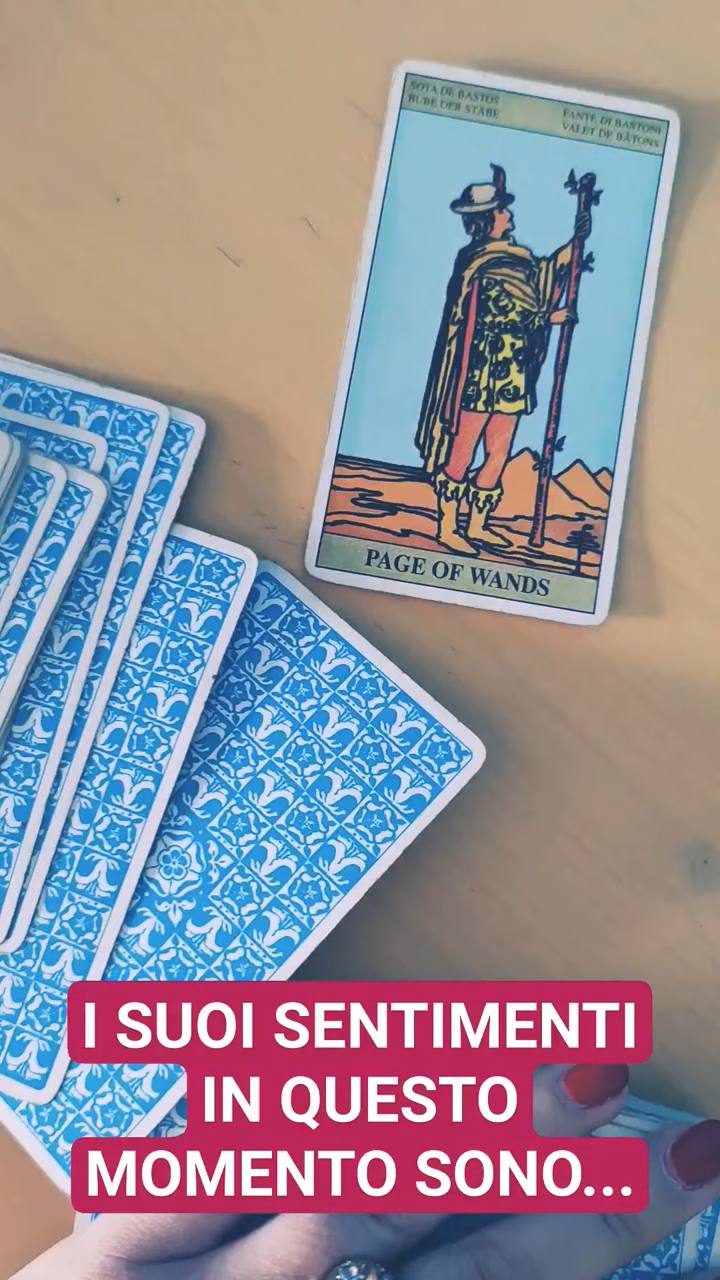 SOTA DE BASTOS
BUBE DER STÄBE
FANTE DI BASTONI
VALET DE BÂTONS
PAGE OF WANDS
I SUOI SENTIMENTI
IN QUESTO
MOMENTO SONO...